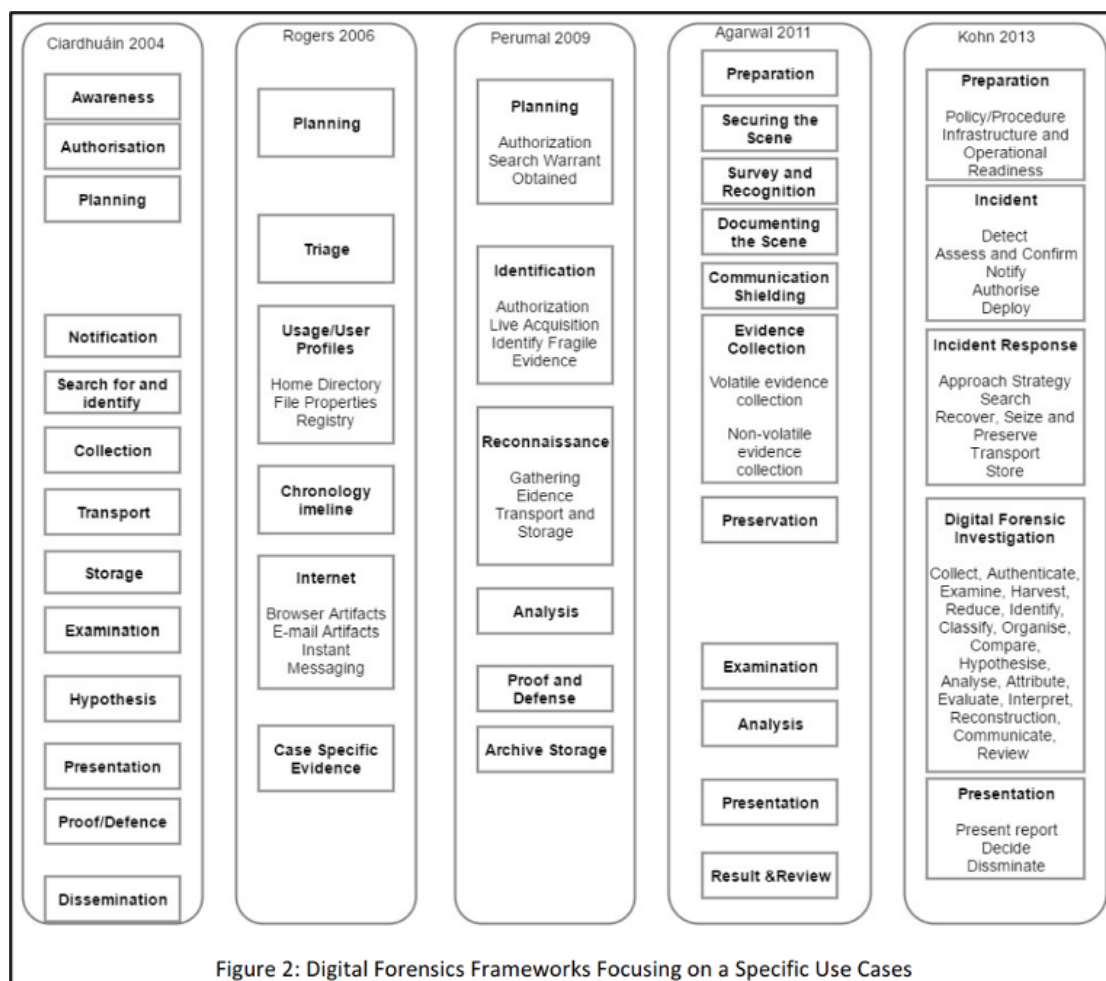 Ciardhuáin 2004
Awareness
Authorisation
Planning
Notification
Search for and
identify
Collection
Transport
Storage
Examination
Hypothesis
Presentation
Proof/Defence
Dissemination
Rogers 2006
Planning
Triage
Usage/User
Profiles
Home Directory
File Properties
Registry
Chronology
imeline
Internet
Browser Artifacts
E-mail Artifacts
Instant
Messaging
Case Specific
Evidence
Perumal 2009
Planning
Authorization
Search Warrant
Obtained
Identification
Authorization
Live Acquisition
Identify Fragile
Evidence
Reconnaissance
Gathering
Eidence
Transport and
Storage
Analysis
Proof and
Defense
Archive Storage
Agarwal 2011
Preparation
Securing the
Scene
Survey and
Recognition
Documenting
the Scene
Communication
Shielding
Evidence
Collection
Volatile evidence
collection
Non-volatile
evidence
collection
Preservation
Examination
Analysis
Presentation
Result &Review
Kohn 2013
Preparation
Policy/Procedure
Infrastructure and
Operational
Readiness
Incident
Detect
Assess and Confirm
Notify
Authorise
Deploy
Incident Response
Approach Strategy
Search
Recover, Seize and
Preserve
Transport
Store
Digital Forensic
Investigation
Collect, Authenticate,
Examine, Harvest,
Reduce, Identify,
Classify, Organise,
Compare,
Hypothesise,
Analyse, Attribute,
Evaluate, Interpret,
Reconstruction,
Communicate,
Review
Presentation
Present report
Decide
Dissminate
Figure 2: Digital Forensics Frameworks Focusing on a Specific Use Cases